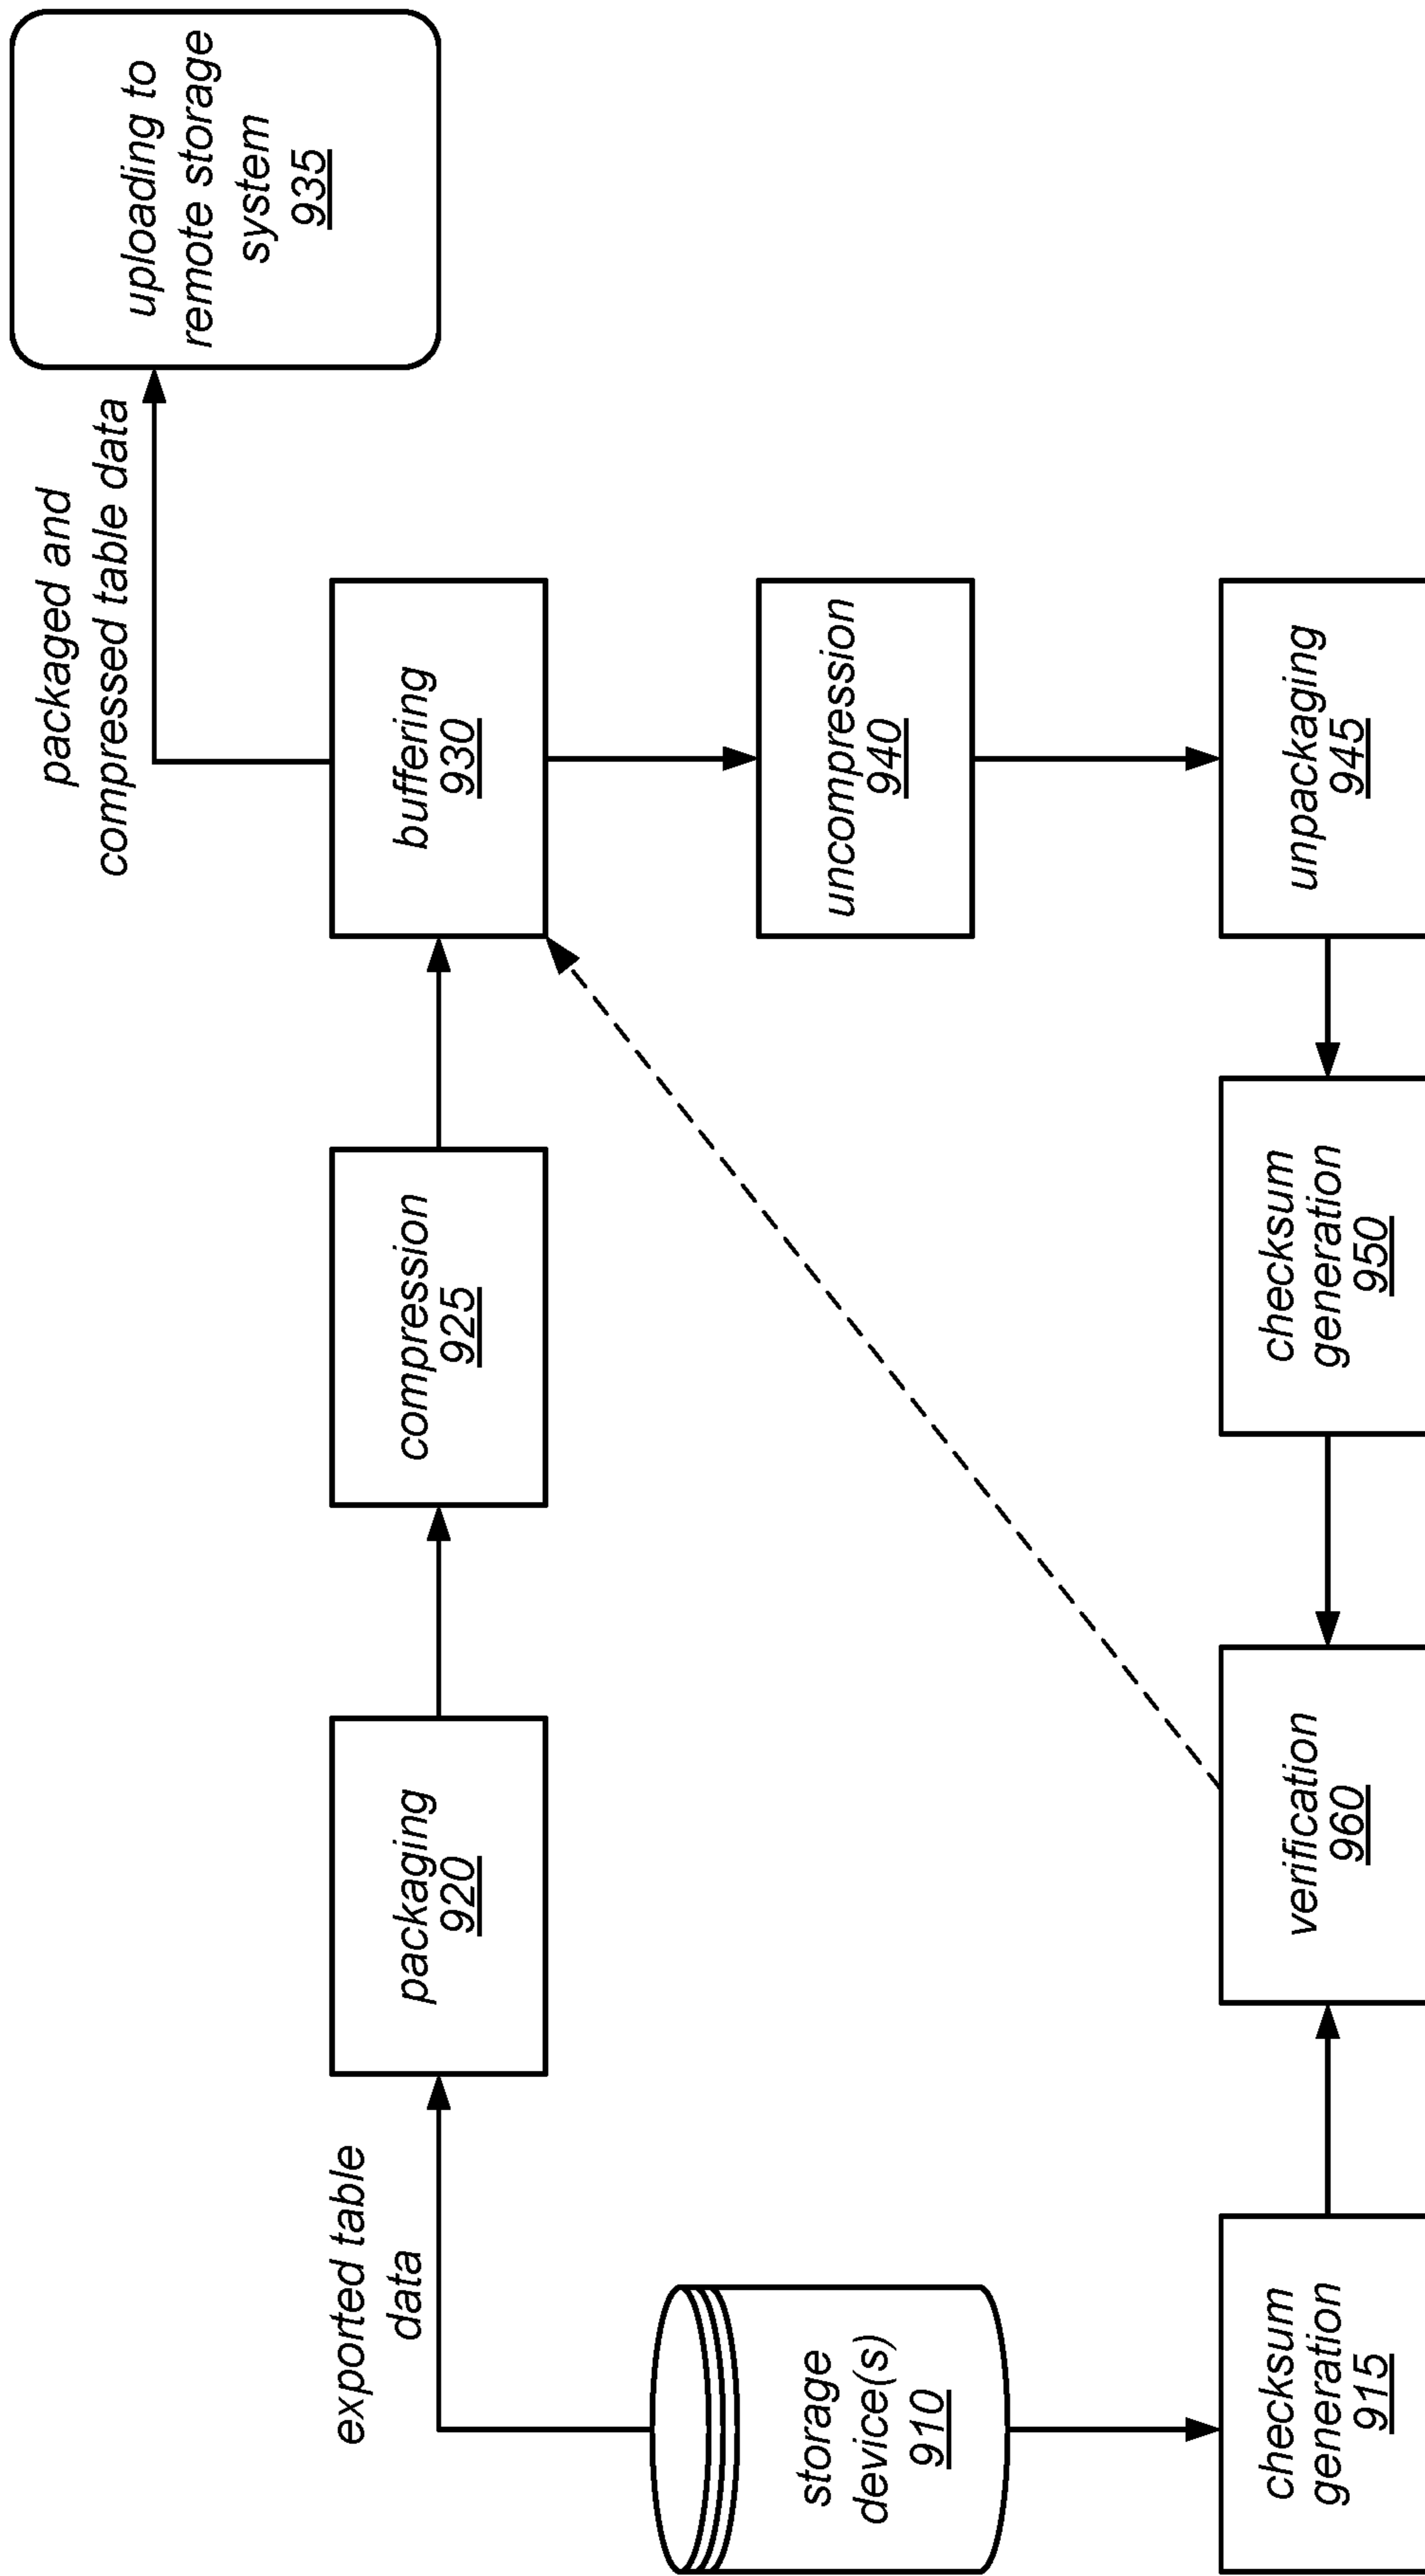 packaged and
compressed table data
uploading to
remote storage
system
935
exported table
data
packaging
920
compression
925
buffering
930
storage
device(s)
910
uncompression
940
checksum
generation
915
verification
960
checksum
generation
950
unpackaging
945